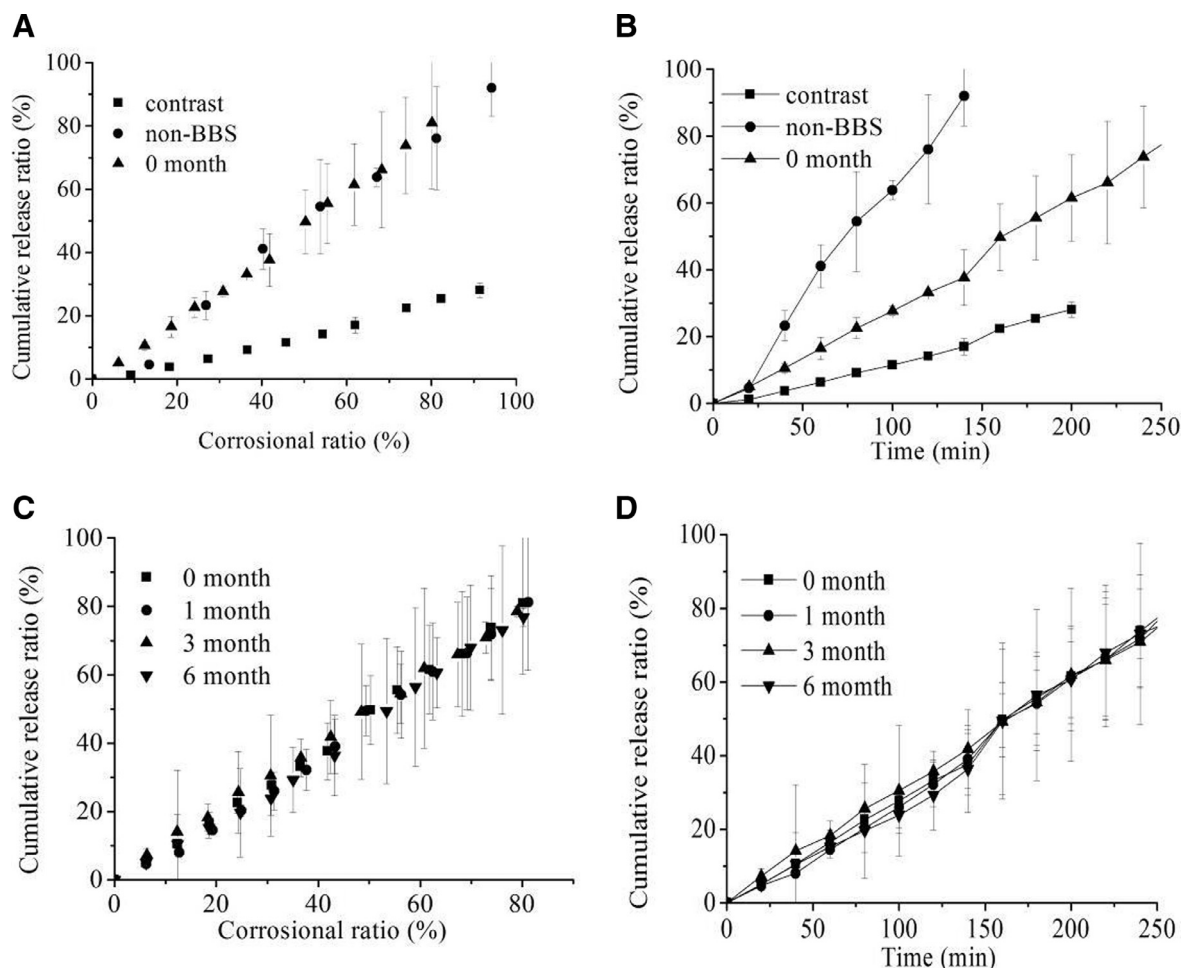 A
100
80
60
40
20
0
contrast
non-BBS
0 month
Cumulative release ratio (%)
0 20 40 60 80 100
Corrosional ratio (%)
B
100
80
60
40
20
0
contrast
non-BBS
0 month
Cumulative release ratio (%)
0 50 100 150 200 250
Time (min)
C
100
80
60
40
20
0
0 month
1 month
3 month
6 month
Cumulative release ratio (%)
0 20 40 60 80
Corrosional ratio (%)
D
100
80
60
40
20
0
0 month
1 month
3 month
6 momth
Cumulative release ratio (%)
0 50 100 150 200 250
Time (min)